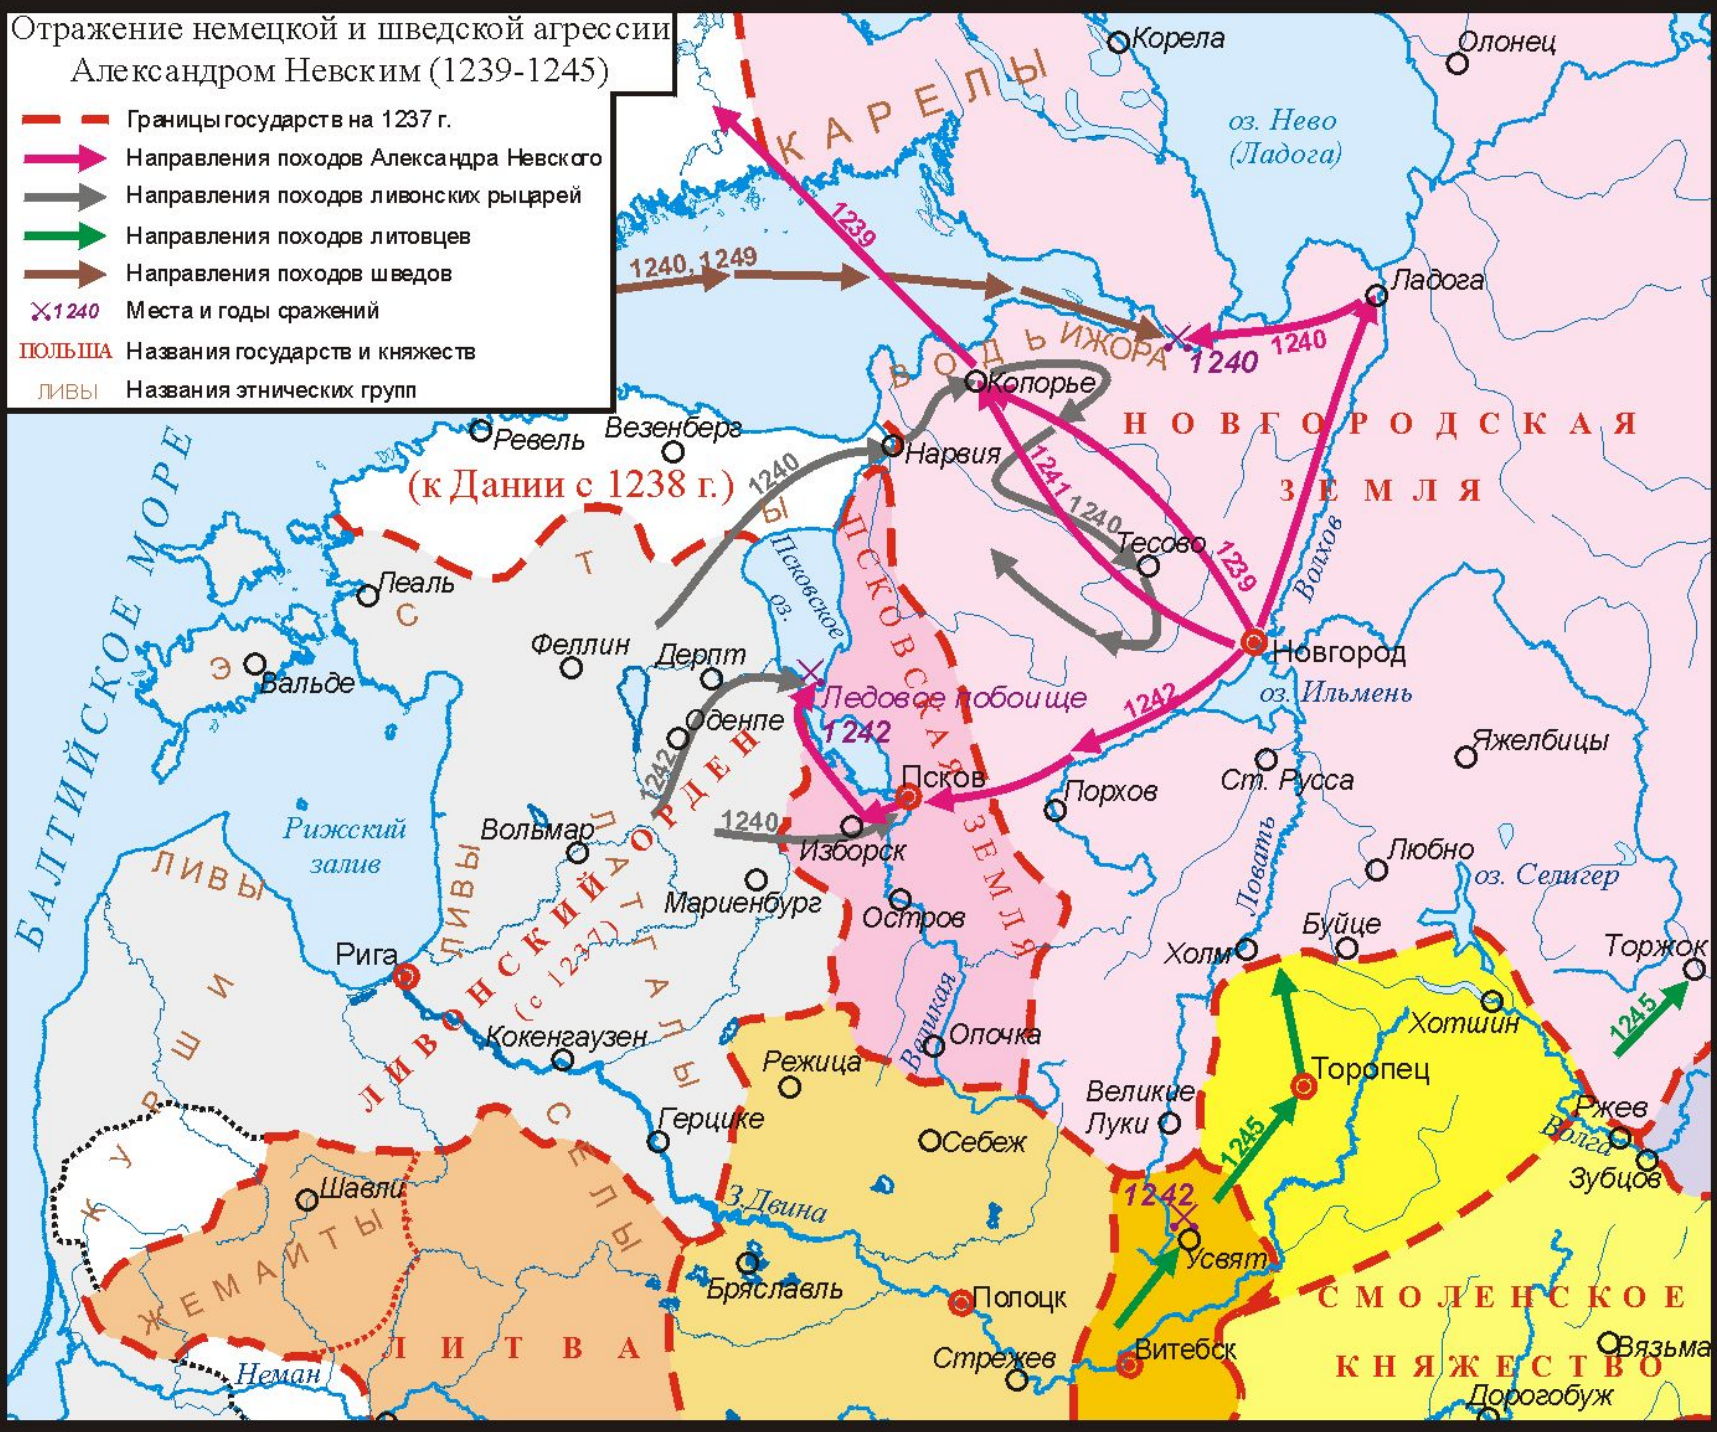 Отражение немецкой и шведской агрессии
Александром Невским (1239-1245)
Границы государств на 1237 г.
Направления походов Александра Невского
Направления походов ливонских рыцарей
Направления походов литовцев
Направления походов шведов
1240 Места и годы сражений
ПОЛЬША Названия государств и княжеств
ЛИВЫ Названия этнических групп
Корела
Олонец
КАРЕЛЫ
оз. Нево
(Ладога)
1239
1240, 1249
Ладога
1240
1240
ВОДЬ
ИЖОРА
Копорье
НОВГОРОДСКАЯ
ЗЕМЛЯ
Ревель
Везенберг
Нарвия
(к Дании с 1238 г.)
1240
1241
1240
Тесово
1239
Волхов
БАЛТИЙСКОЕ МОРЕ
ЭСТЫ
Леаль
Вальде
Феллин
Дерпт
Оденпе
Псковское
оз.
ПСКОВСКАЯ ЗЕМЛЯ
Ледовое побоище
1242
Новгород
оз. Ильмень
1242
1242
1240
Псков
Изборск
Порхов
Ст. Русса
Яжелбицы
Рижский
залив
Вольмар
Мариенбург
Остров
Ловать
Любно
оз. Селигер
ЛИВЫ
ЛИВЫ
ЛАТГАЛЫ
ЛИВОНСКИЙ ОРДЕН
(с 1237)
Рига
Холм
Буйце
Торжок
1245
КУРШИ
Кокенгаузен
Великая
Опочка
Хотшин
Режица
Торопец
Великие
Луки
Ржев
Волга
Зубцов
Герцике
СЕЛЫ
Себеж
1245
1242
Усвят
Шавли
ЖЕМАЙТЫ
З.Двина
Бряславль
Полоцк
СМОЛЕНСКОЕ
КНЯЖЕСТВО
ЛИТВА
Неман
Стрежев
Витебск
Вязьма
Дорогобуж